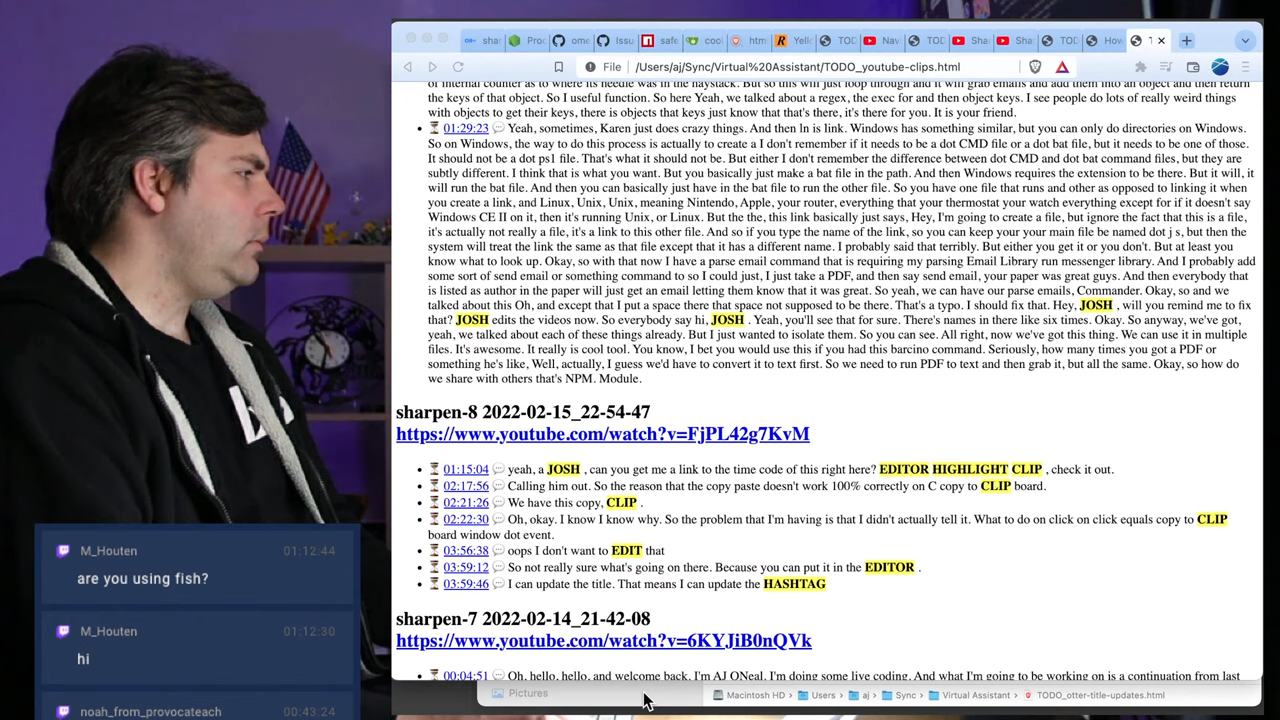 shar
Proc
ome
Issu
safe
cool
htm
Yello
TOD
Nav
TOD
Shar
Shar
TOD
How
T
File /Users/aj/Sync/Virtual%20Assistant/TODO_youtube-clips.html
of internal counter as to where its needle was in the haystack. But so this will just loop through and it will grab emails and add them into an object and then return
the keys of that object. So I useful function. So here Yeah, we talked about a regex, the exec for and then object keys. I see people do lots of really weird things
with objects to get their keys, there is objects that keys just know that that's there, it's there for you. It is your friend.
01:29:23 Yeah, sometimes, Karen just does crazy things. And then ln is link. Windows has something similar, but you can only do directories on Windows.
So on Windows, the way to do this process is actually to create a I don't remember if it needs to be a dot CMD file or a dot bat file, but it needs to be one of those.
It should not be a dot ps1 file. That's what it should not be. But either I don't remember the difference between dot CMD and dot bat command files, but they are
subtly different. I think that is what you want. But you basically just make a bat file in the path. And then Windows requires the extension to be there. But it will, it
will run the bat file. And then you can basically just have in the bat file to run the other file. So you have one file that runs and other as opposed to linking it when
you create a link, and Linux, Unix, Unix, meaning Nintendo, Apple, your router, everything that your thermostat your watch everything except for if it doesn't say
Windows CE II on it, then it's running Unix, or Linux. But the the, this link basically just says, Hey, I'm going to create a file, but ignore the fact that this is a file,
it's actually not really a file, it's a link to this other file. And so if you type the name of the link, so you can keep your your main file be named dot j s, but then the
system will treat the link the same as that file except that it has a different name. I probably said that terribly. But either you get it or you don't. But at least you
know what to look up. Okay, so with that now I have a parse email command that is requiring my parsing Email Library run messenger library. And I probably add
some sort of send email or something command to so I could just, I just take a PDF, and then say send email, your paper was great guys. And then everybody that
is listed as author in the paper will just get an email letting them know that it was great. So yeah, we can have our parse emails, Commander. Okay, so and we
talked about this Oh, and except that I put a space there that space not supposed to be there. That's a typo. I should fix that. Hey, JOSH , will you remind me to fix
that? JOSH edits the videos now. So everybody say hi, JOSH . Yeah, you'll see that for sure. There's names in there like six times. Okay. So anyway, we've got,
yeah, we talked about each of these things already. But I just wanted to isolate them. So you can see. All right, now we've got this thing. We can use it in multiple
files. It's awesome. It really is cool tool. You know, I bet you would use this if you had this barcino command. Seriously, how many times you got a PDF or
something he's like, Well, actually, I guess we'd have to convert it to text first. So we need to run PDF to text and then grab it, but all the same. Okay, so how do
we share with others that's NPM. Module.
sharpen-8 2022-02-15_22-54-47
https://www.youtube.com/watch?v=FjPL42g7KvM
01:15:04 yeah, a JOSH , can you get me a link to the time code of this right here? EDITOR HIGHLIGHT CLIP , check it out.
02:17:56 Calling him out. So the reason that the copy paste doesn't work 100% correctly on C copy to CLIP board.
02:21:26 We have this copy, CLIP .
02:22:30 Oh, okay. I know I know why. So the problem that I'm having is that I didn't actually tell it. What to do on click on click equals copy to CLIP
board window dot event.
03:56:38 oops I don't want to EDIT that
03:59:12 So not really sure what's going on there. Because you can put it in the EDITOR .
03:59:46 I can update the title. That means I can update the HASHTAG
sharpen-7 2022-02-14_21-42-08
https://www.youtube.com/watch?v=6KYJiB0nQVk
00:04:51 Oh, hello, hello, and welcome back. I'm AJ ONeal. I'm doing some live coding. And what I'm going to be working on is a continuation from last
Pictures
Macintosh HD › Users › aj › Sync › Virtual Assistant › TODO_otter-title-updates.html
M_Houten 01:12:44
are you using fish?
M_Houten 01:12:30
hi
noah_from_provocateach 00:43:24